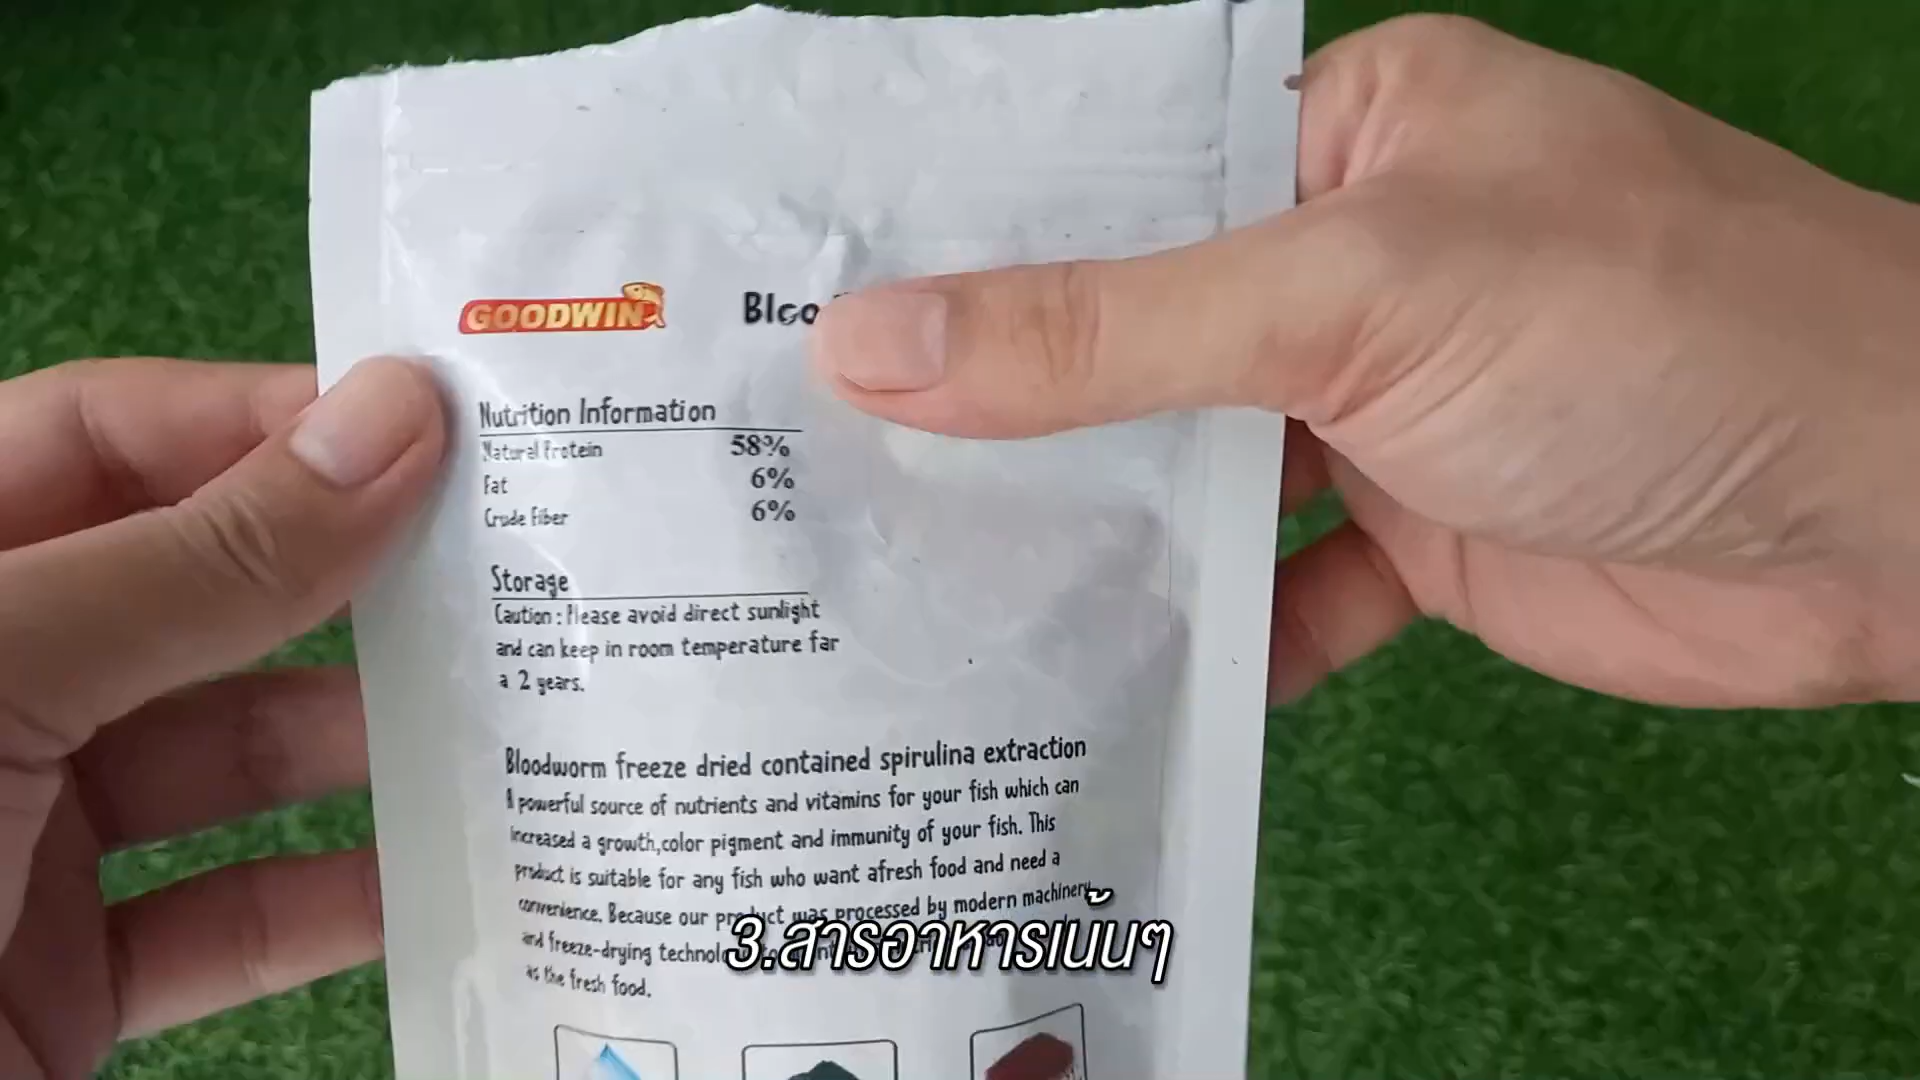 GOODWIN
Nutrition Information
Natural Protein 58%
Fat 6%
Crude Fiber 6%
Storage
Caution : Please avoid direct sunlight
and can keep in room temperature far
a 2 years.
Bloodworm freeze dried contained spirulina extraction
A powerful source of nutrients and vitamins for your fish which can
increased a growth,color pigment and immunity of your fish. This
product is suitable for any fish who want afresh food and need a
convenience. Because our product was processed by modern machinery
and freeze-drying
as the fresh food.
3.สารอาหารเน้นๆ